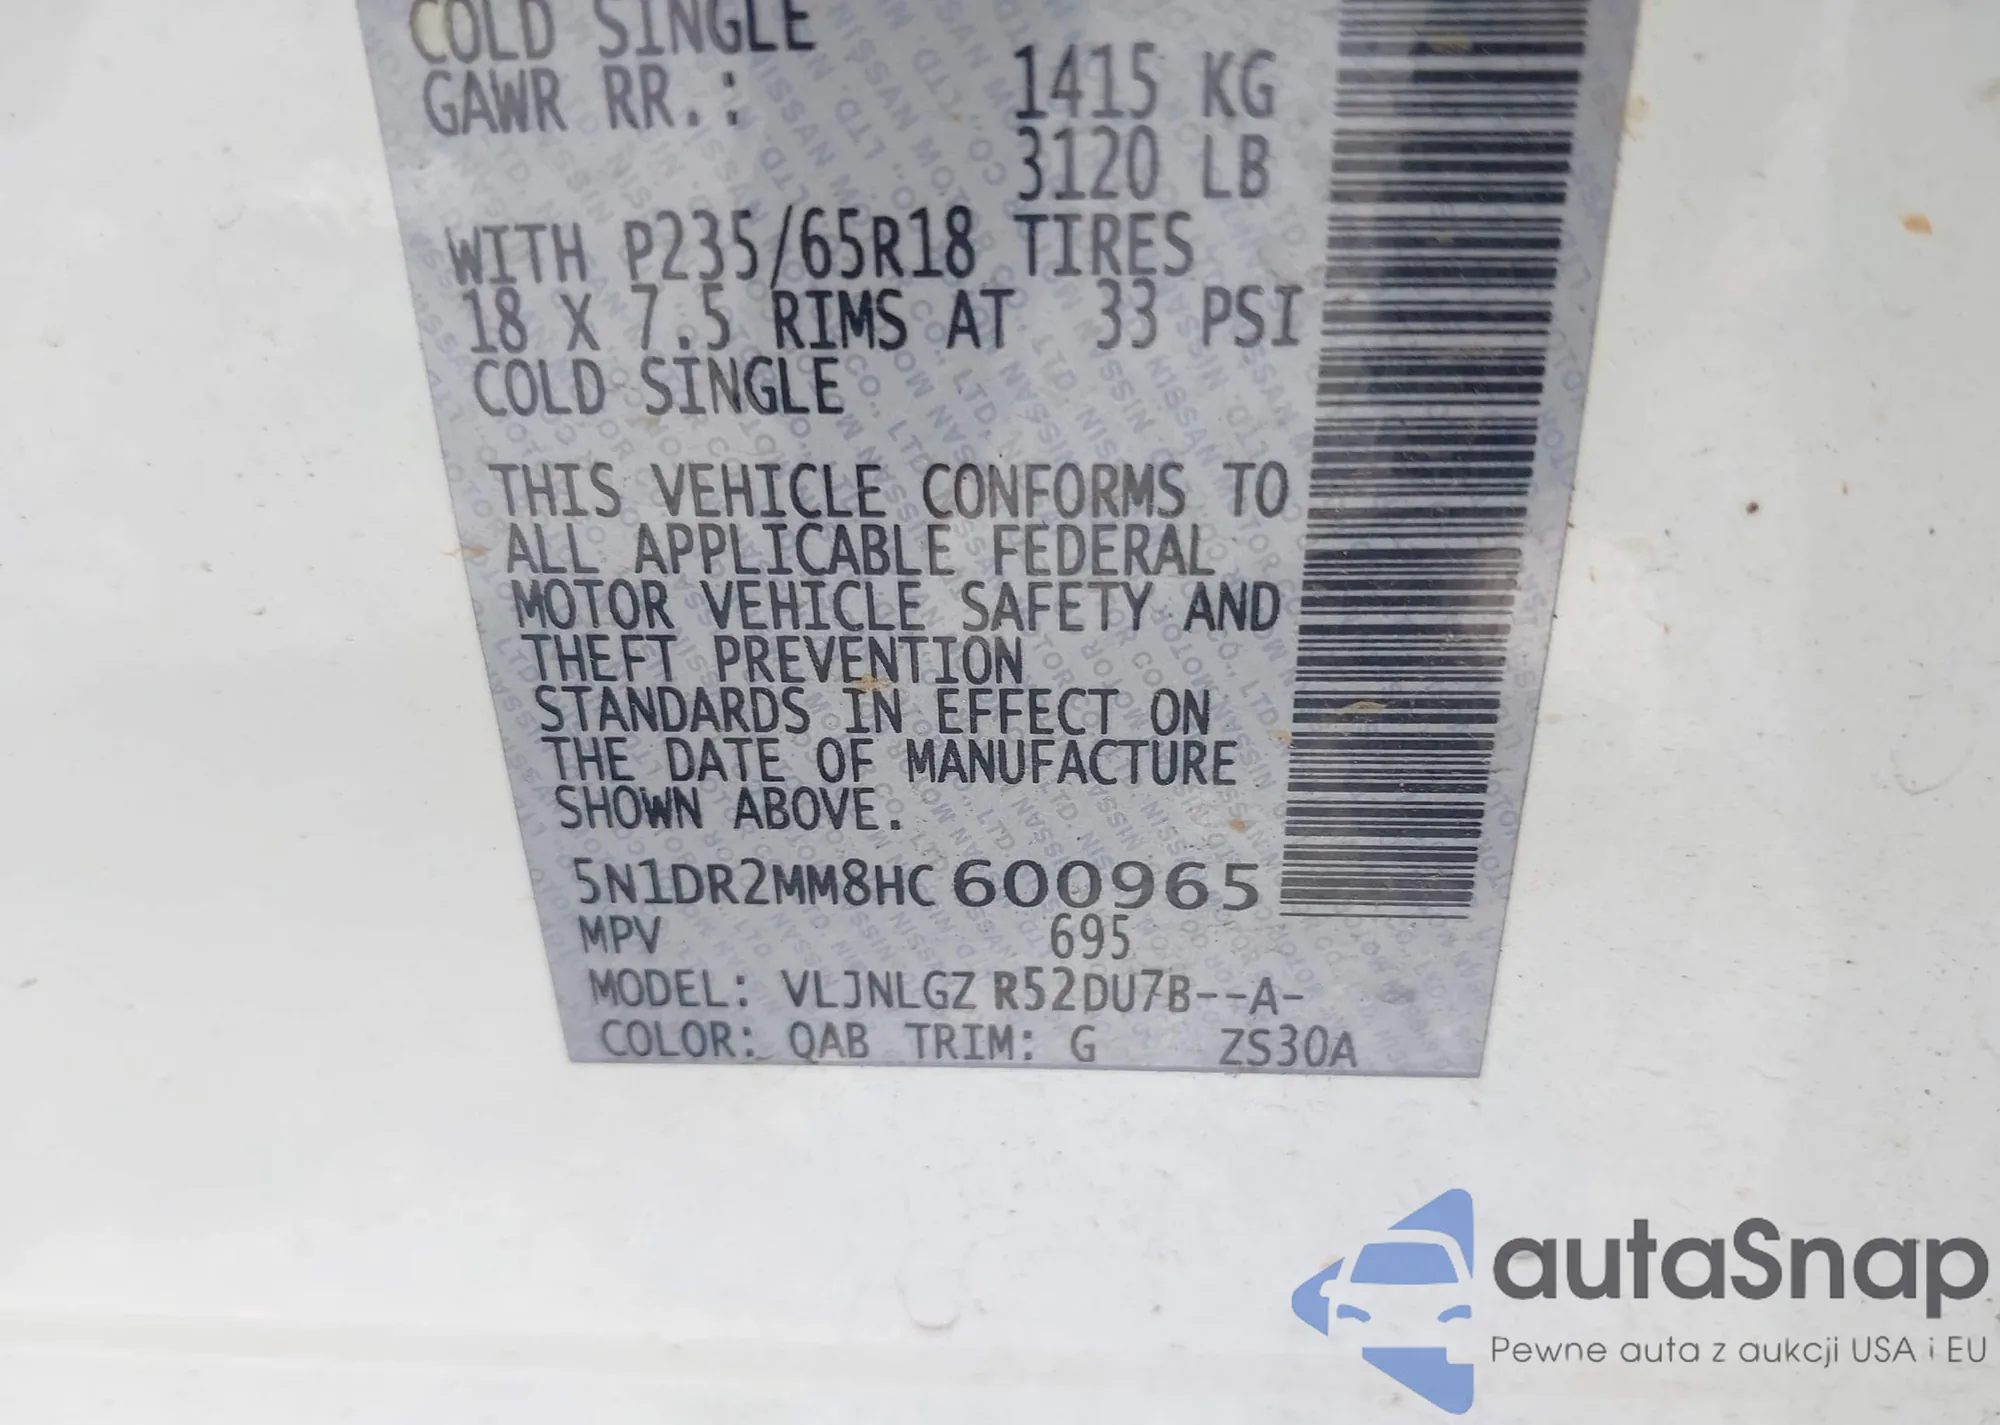 COLD SINGLE
GAWR RR.: 1415 KG
3120 LB
WITH P235/65R18 TIRES
18 X 7.5 RIMS AT 33 PSI
COLD SINGLE
THIS VEHICLE CONFORMS TO
ALL APPLICABLE FEDERAL
MOTOR VEHICLE SAFETY AND
THEFT PREVENTION
STANDARDS IN EFFECT ON
THE DATE OF MANUFACTURE
SHOWN ABOVE.
5N1DR2MM8HC600965
MPV 695
MODEL: VLJNLGZ R52DU7B--A-
COLOR: QAB TRIM: G ZS30A
autaSnap
Pewne auta z aukcji USA i EU